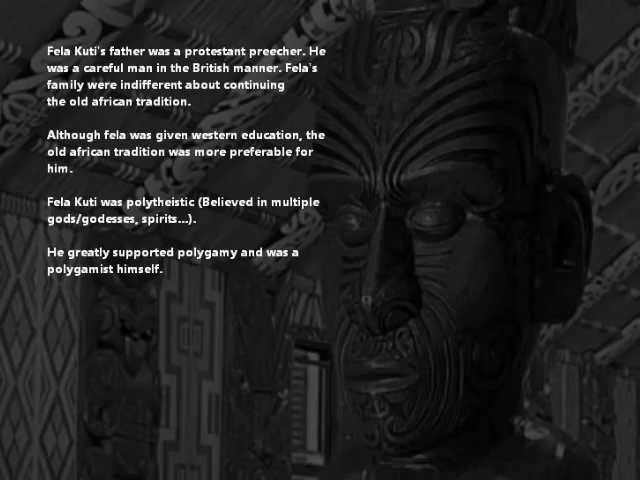 Fela Kuti's father was a protestant preecher. He
was a careful man in the British manner. Fela's
family were indifferent about continuing
the old african tradition.
Although fela was given western education, the
old african tradition was more preferable for
him.
Fela Kuti was polytheistic (Believed in multiple
gods/godesses, spirits...).
He greatly supported polygamy and was a
polygamist himself.